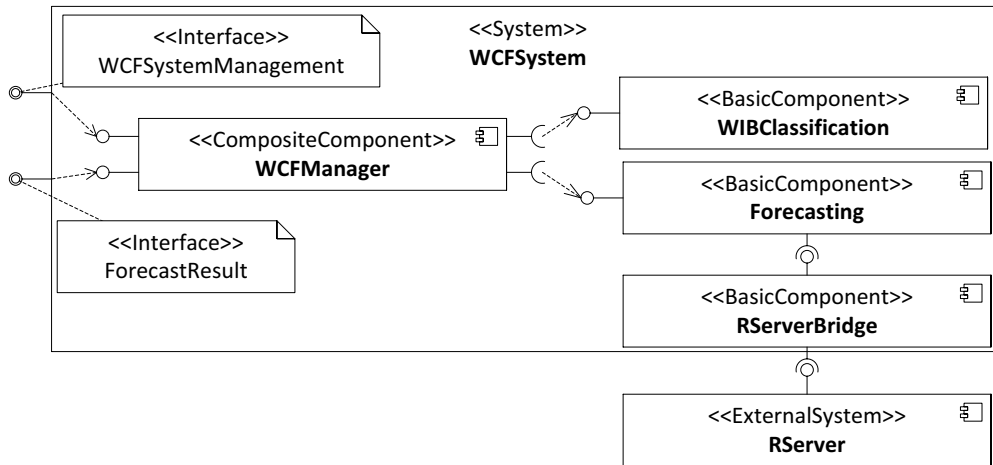 <<Interface>>
WCFSystemManagement
<<System>>
WCFSystem
<<CompositeComponent>>
WCFManager
<<BasicComponent>>
WIBClassification
<<BasicComponent>>
Forecasting
<<Interface>>
ForecastResult
<<BasicComponent>>
RServerBridge
<<ExternalSystem>>
RServer